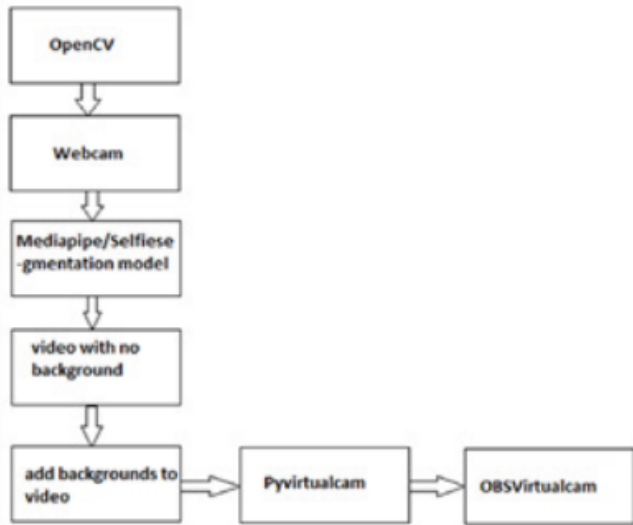 OpenCV
Webcam
Mediapipe/Selfiese
-gmentation model
video with no
background
add backgrounds to
video
Pyvirtualcam
OBSVirtualcam